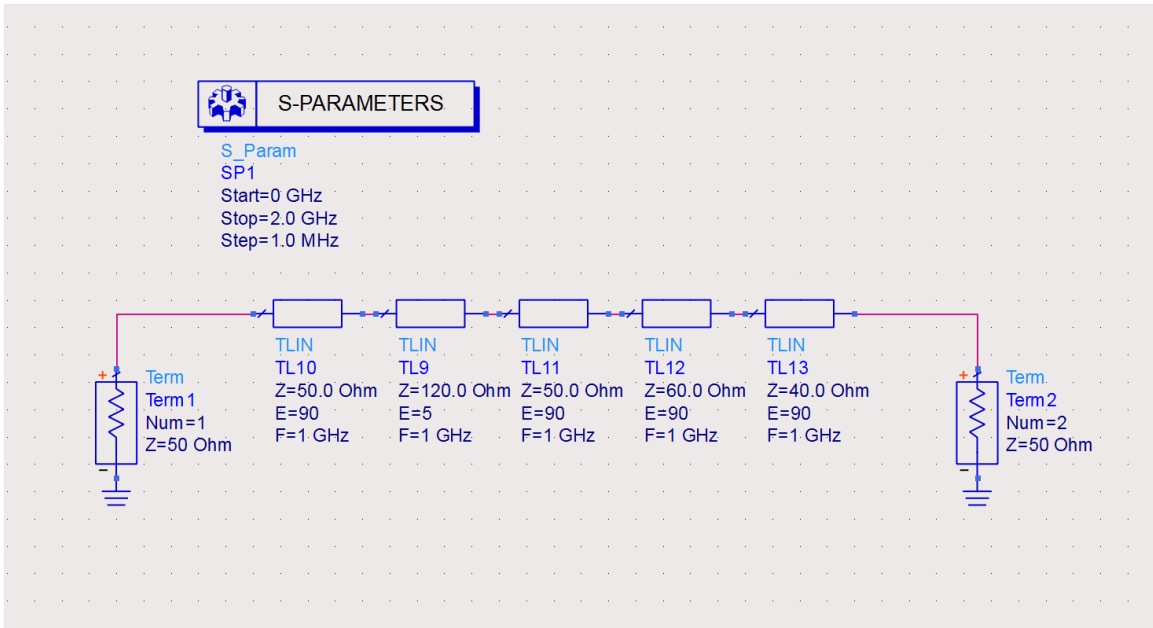 S-PARAMETERS
S_Param
SP1
Start=0 GHz
Stop=2.0 GHz
Step=1.0 MHz
TLIN
TL10
Z=50.0 Ohm
E=90
F=1 GHz
TLIN
TL9
Z=120.0 Ohm
E=5
F=1 GHz
TLIN
TL11
Z=50.0 Ohm
E=90
F=1 GHz
TLIN
TL12
Z=60.0 Ohm
E=90
F=1 GHz
TLIN
TL13
Z=40.0 Ohm
E=90
F=1 GHz
+
Term
Term1
Num=1
Z=50 Ohm
-
+
Term
Term2
Num=2
Z=50 Ohm
-